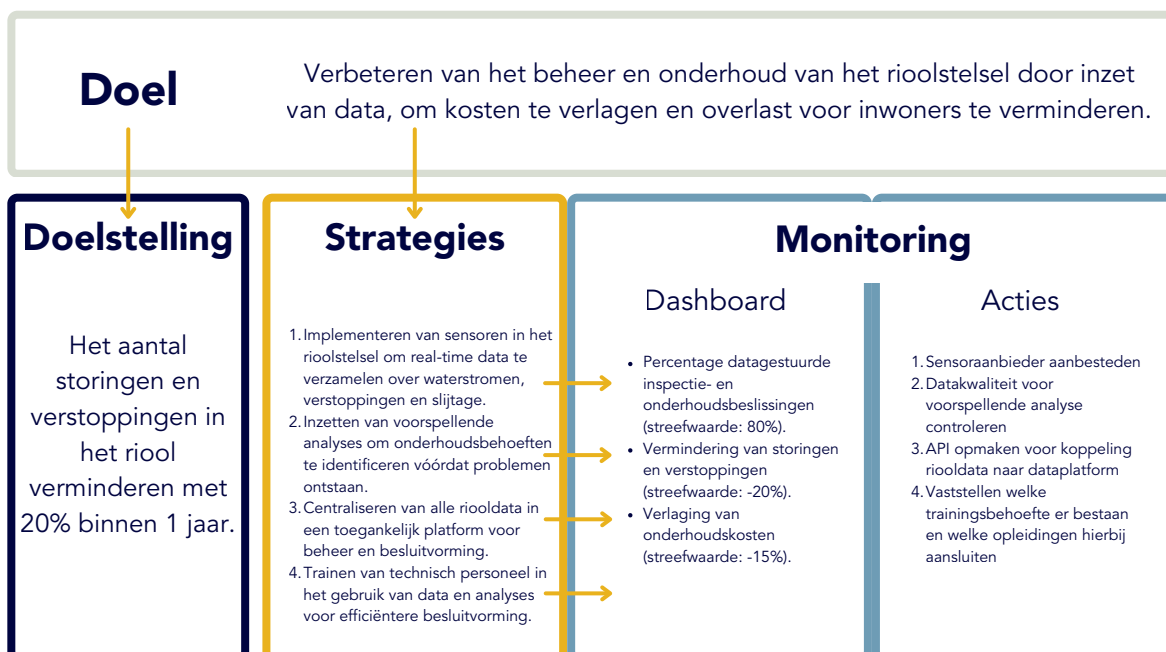 Doel
Verbeteren van het beheer en onderhoud van het rioolstelsel door inzet
van data, om kosten te verlagen en overlast voor inwoners te verminderen.
Doelstelling
Het aantal
storingen en
verstoppingen in
het riool
verminderen met
20% binnen 1 jaar.
Strategies
1. Implementeren van sensoren in het
rioolstelsel om real-time data te
verzamelen over waterstromen,
verstoppingen en slijtage.
2. Inzetten van voorspellende
analyses om onderhoudsbehoeften
te identificeren vóórdat problemen
ontstaan.
3. Centraliseren van alle riooldata in
een toegankelijk platform voor
beheer en besluitvorming.
4. Trainen van technisch personeel in
het gebruik van data en analyses
voor efficiëntere besluitvorming.
Monitoring
Dashboard
• Percentage datagestuurde
inspectie- en
onderhoudsbeslissingen
(streefwaarde: 80%).
• Vermindering van storingen
en verstoppingen
(streefwaarde: -20%).
• Verlaging van
onderhoudskosten
(streefwaarde: -15%).
Acties
1. Sensoraanbieder aanbesteden
2. Datakwaliteit voor
voorspellende analyse
controleren
3. API opmaken voor koppeling
riooldata naar dataplatform
4. Vaststellen welke
trainingsbehoefte er bestaan
en welke opleidingen hierbij
aansluiten